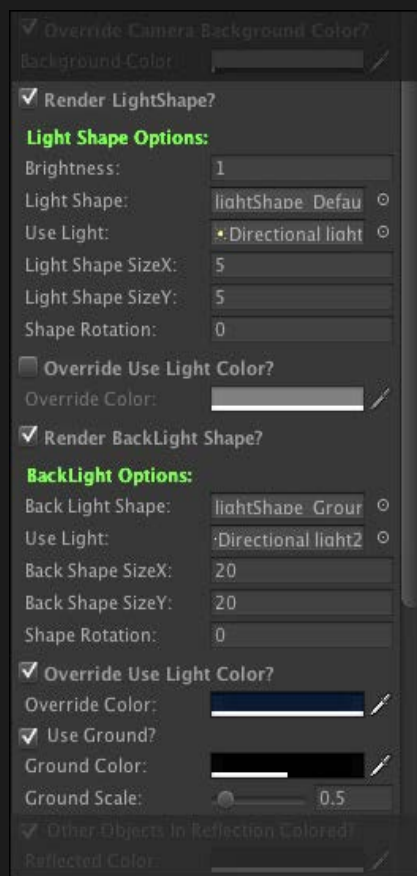 Override Camera Background Color?
Background Color:
Render LightShape?
Light Shape Options:
Brightness: 1
Light Shape: lightShape_Defau
Use Light: Directional light
Light Shape SizeX: 5
Light Shape SizeY: 5
Shape Rotation: 0
Override Use Light Color?
Override Color:
Render BackLight Shape?
BackLight Options:
Back Light Shape: lightShape_Grour
Use Light: Directional light2
Back Shape SizeX: 20
Back Shape SizeY: 20
Shape Rotation: 0
Override Use Light Color?
Override Color:
Use Ground?
Ground Color:
Ground Scale: 0.5
Other Objects In Reflection Colored?
Reflected Color: